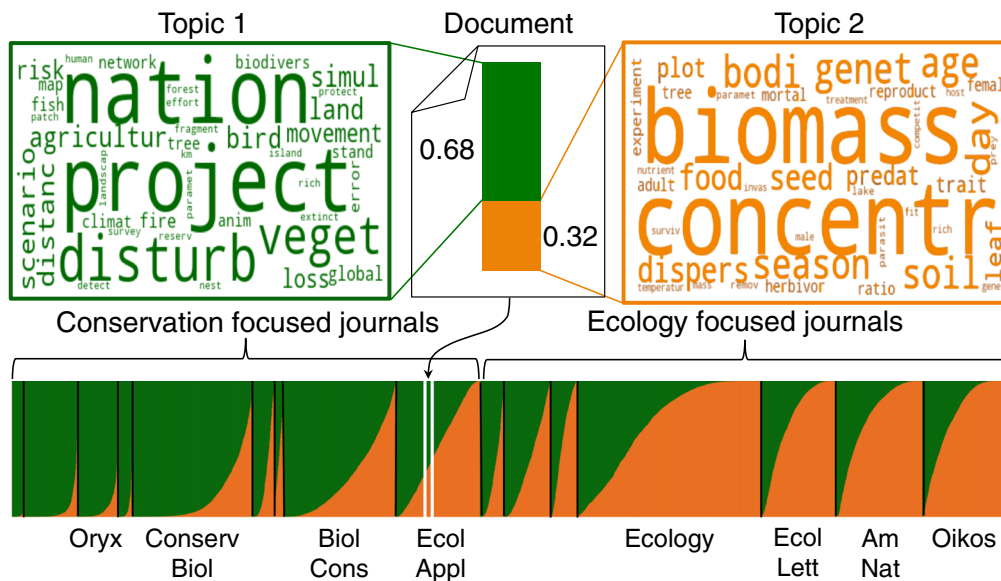 Topic 1
Document
Topic 2
human network biodivers
risk nation simul
map forest protect
fish effort land
patch
agricultur fragment bird movement
tree km island stand
scenario distanc landscap project paramet rich error
climat fire anim extinct
survey reserv veget
disturb loss global
detect nest
0.68
0.32
experiment plot bodi genet age
tree paramet mortal reproduct host femal
treatment
biomass competit day prey
nutrient food invas seed predat trait
adult lake
concentr fit rich leaf
surviv male parasit
dispers season soil
temperatur mass remov herbivor ratio gene
Conservation focused journals
Ecology focused journals
Oryx
Conserv
Biol
Biol
Cons
Ecol
Appl
Ecology
Ecol
Lett
Am
Nat
Oikos